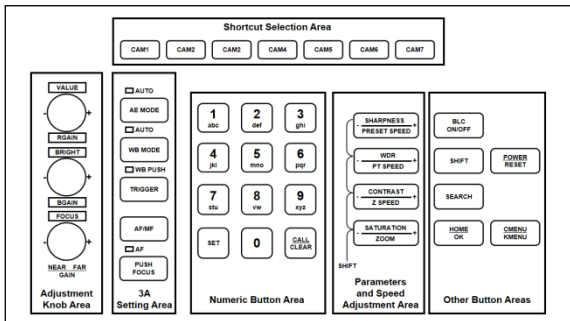 Shortcut Selection Area
CAM1 CAM2 CAM2 CAM4 CAM5 CAM6 CAM7
VALUE
- +
RGAIN
BRIGHT
- +
BGAIN
FOCUS
- +
NEAR FAR
GAIN
Adjustment
Knob Area
AUTO
AE MODE
AUTO
WB MODE
WB PUSH
TRIGGER
AF/MF
AF
PUSH
FOCUS
3A
Setting Area
1 2 3
abc def ghi
4 5 6
jkl mno pqr
7 8 9
stu vw xyz
SET 0 CALL
CLEAR
Numeric Button Area
SHARPNESS
- +
PRESET SPEED
WDR
- +
PT SPEED
CONTRAST
- +
Z SPEED
SATURATION
- +
ZOOM
SHIFT
Parameters
and Speed
Adjustment Area
BLC
ON/OFF
SHIFT
POWER
RESET
SEARCH
HOME
OK
CMENU
KMENU
Other Button Areas